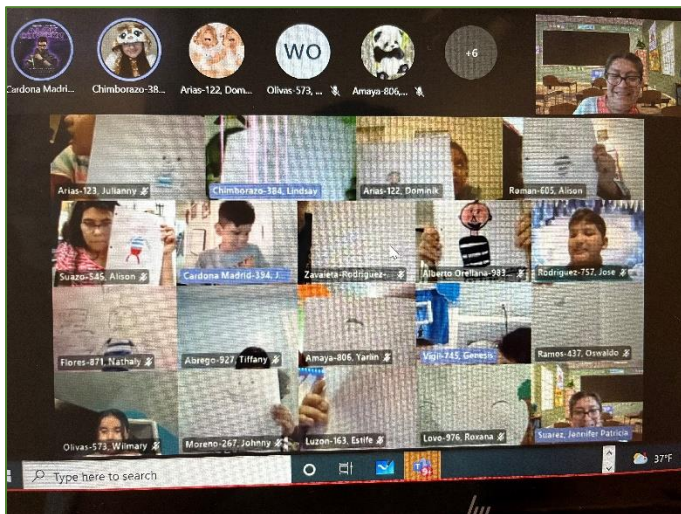 WO
+6
Cardona Madri...
Chimborazo-38...
Arias-122, Dom...
Olivas-573, ...
Amaya-806,...
Arias-123, Julianny
Chimborazo-384, Lindsay
Arias-122, Dominik
Roman-605, Alison
Suazo-545, Alison
Cardona Madrid-394, J...
Zavaleta-Rodriguez-...
Alberto Orellana-983...
Rodriguez-757, Jose
Flores-871, Nathaly
Abrego-927, Tiffany
Amaya-806, Yarlin
Vigil-745, Genesis
Ramos-437, Oswaldo
Olivas-573, Wilmary
Moreno-267, Johnny
Luzon-163, Estife
Lovo-976, Roxana
Suarez, Jennifer Patricia
Type here to search
37°F
hp